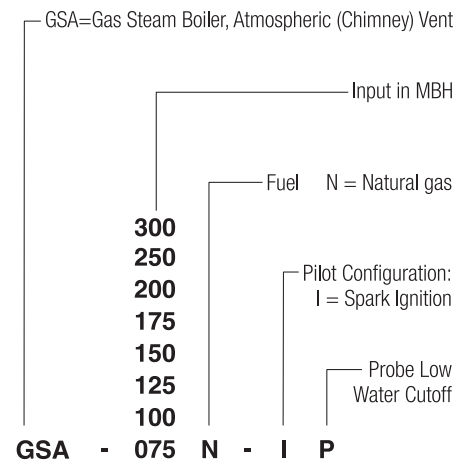 GSA=Gas Steam Boiler, Atmospheric (Chimney) Vent
Input in MBH
Fuel N = Natural gas
300
250
200
175
150
125
100
Pilot Configuration:
I = Spark Ignition
Probe Low
Water Cutoff
GSA - 075 N - I P